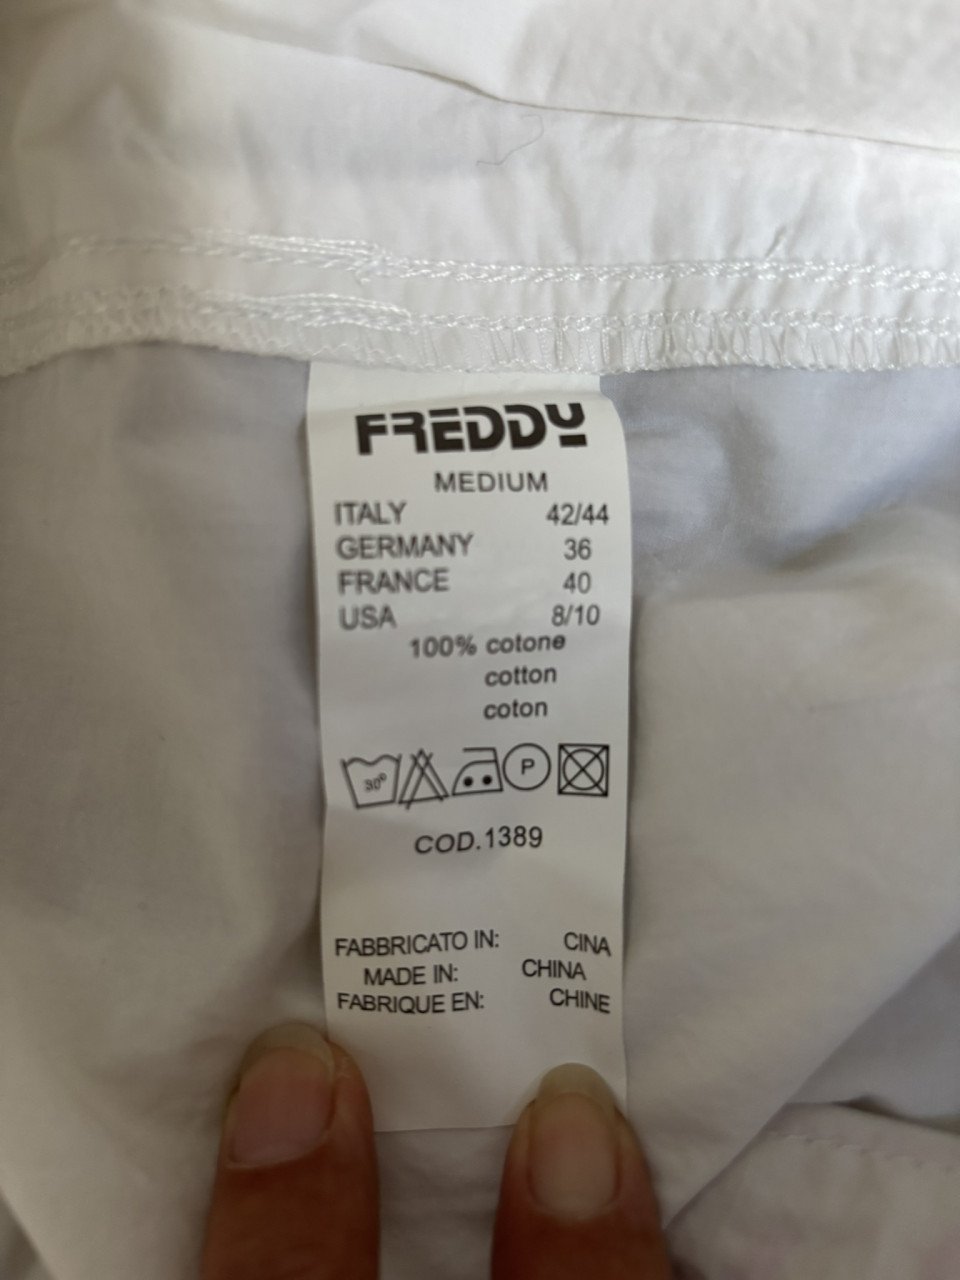 FREDDY
MEDIUM
ITALY 42/44
GERMANY 36
FRANCE 40
USA 8/10
100% cotone
cotton
coton
30° P
COD.1389
FABBRICATO IN: CINA
MADE IN: CHINA
FABRIQUE EN: CHINE